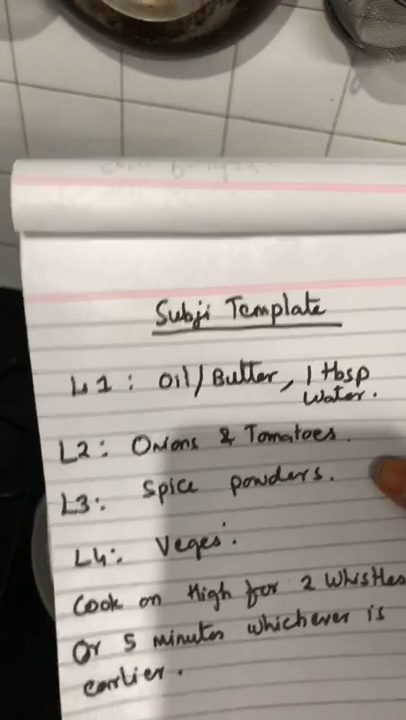 Subji Template
L1: Oil/Butter, 1 tbsp
Water.
L2: Onions & Tomatoes.
L3: Spice powders.
L4: Veges.
Cook on High for 2 Whistles
Or 5 minutes whichever is
earlier.